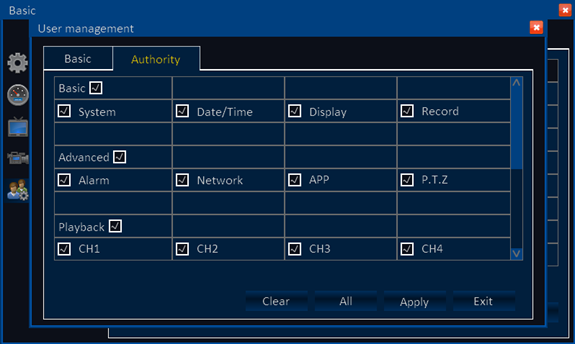 Basic
User management
Basic Authority
Basic
System Date/Time Display Record
Advanced
Alarm Network APP P.T.Z
Playback
CH1 CH2 CH3 CH4
Clear All Apply Exit